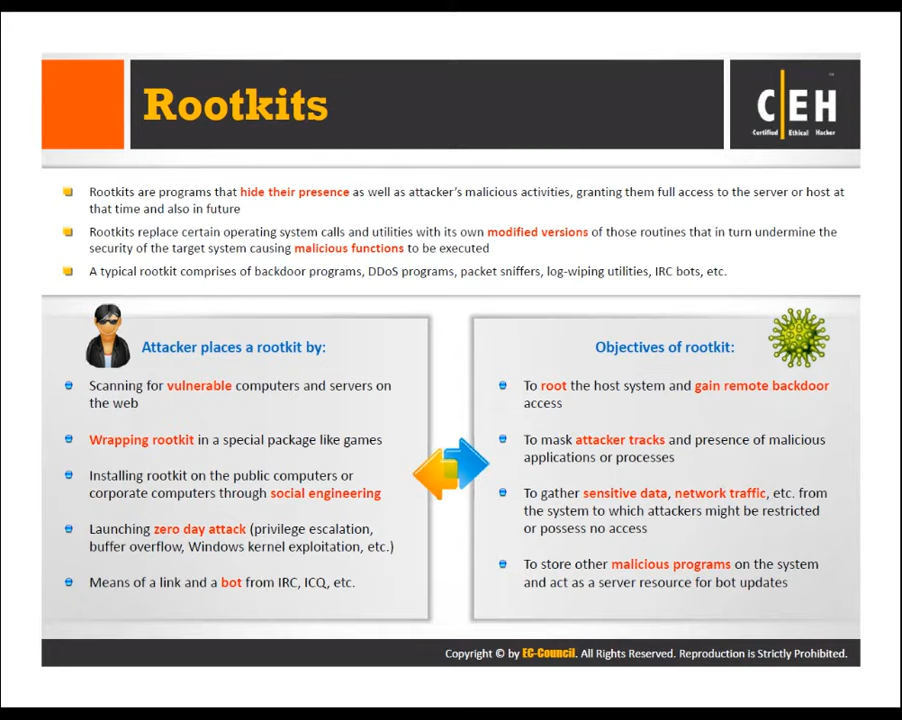 Rootkits
C|EH
Certified Ethical Hacker
Rootkits are programs that hide their presence as well as attacker's malicious activities, granting them full access to the server or host at
that time and also in future
Rootkits replace certain operating system calls and utilities with its own modified versions of those routines that in turn undermine the
security of the target system causing malicious functions to be executed
A typical rootkit comprises of backdoor programs, DDoS programs, packet sniffers, log-wiping utilities, IRC bots, etc.
Attacker places a rootkit by:
Scanning for vulnerable computers and servers on
the web
Wrapping rootkit in a special package like games
Installing rootkit on the public computers or
corporate computers through social engineering
Launching zero day attack (privilege escalation,
buffer overflow, Windows kernel exploitation, etc.)
Means of a link and a bot from IRC, ICQ, etc.
Objectives of rootkit:
To root the host system and gain remote backdoor
access
To mask attacker tracks and presence of malicious
applications or processes
To gather sensitive data, network traffic, etc. from
the system to which attackers might be restricted
or possess no access
To store other malicious programs on the system
and act as a server resource for bot updates
Copyright © by EC-Council. All Rights Reserved. Reproduction is Strictly Prohibited.